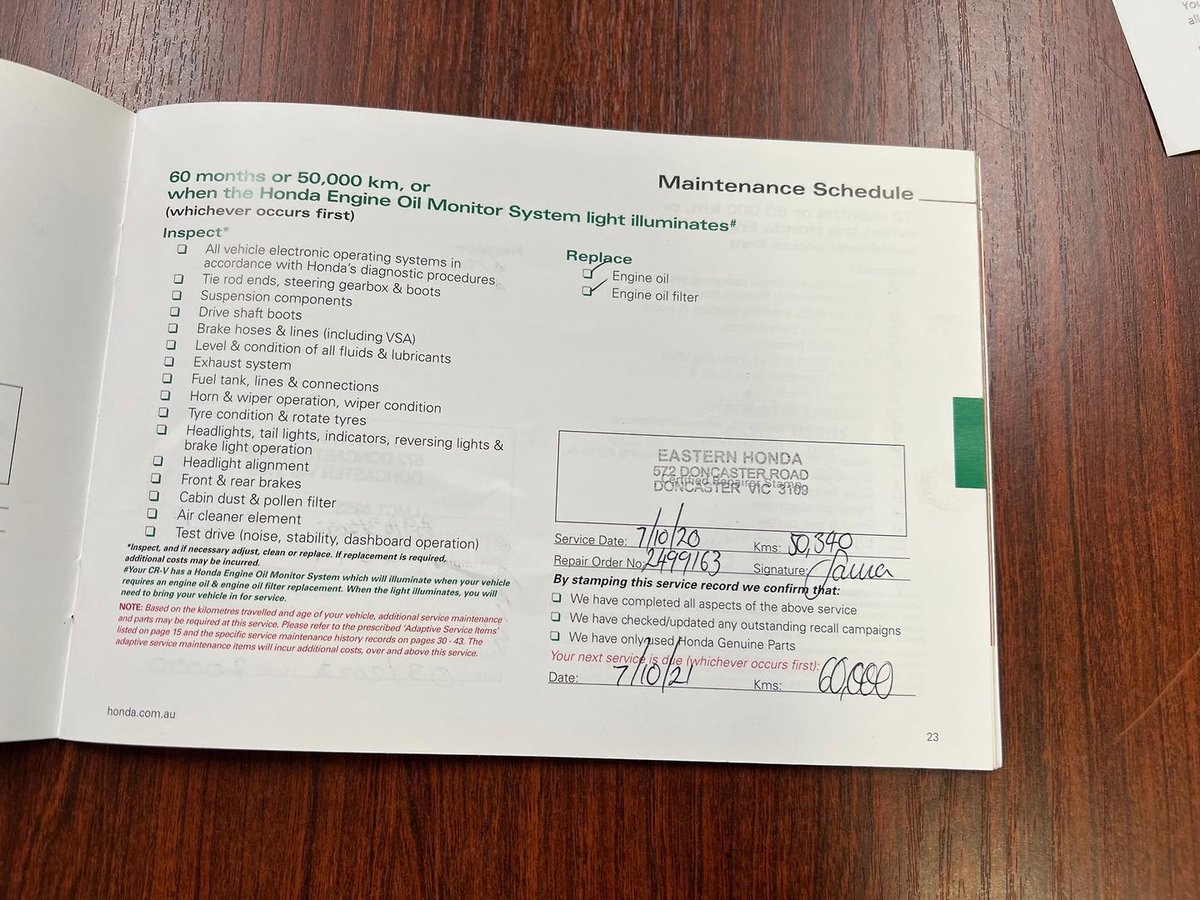 You
all
Maintenance Schedule
60 months or 50,000 km, or
when the Honda Engine Oil Monitor System light illuminates#
(whichever occurs first)
Inspect*
❏ All vehicle electronic operating systems in
accordance with Honda's diagnostic procedures
❏ Tie rod ends, steering gearbox & boots
❏ Suspension components
❏ Drive shaft boots
❏ Brake hoses & lines (including VSA)
❏ Level & condition of all fluids & lubricants
❏ Exhaust system
❏ Fuel tank, lines & connections
❏ Horn & wiper operation, wiper condition
❏ Tyre condition & rotate tyres
❏ Headlights, tail lights, indicators, reversing lights &
brake light operation
❏ Headlight alignment
❏ Front & rear brakes
❏ Cabin dust & pollen filter
❏ Air cleaner element
❏ Test drive (noise, stability, dashboard operation)
*Inspect, and if necessary adjust, clean or replace. If replacement is required,
additional costs may be incurred.
#Your CR-V has a Honda Engine Oil Monitor System which will illuminate when your vehicle
requires an engine oil & engine oil filter replacement. When the light illuminates, you will
need to bring your vehicle in for service.
NOTE: Based on the kilometres travelled and age of your vehicle, additional service maintenance
and parts may be required at this service. Please refer to the prescribed 'Adaptive Service Items'
listed on page 15 and the specific service maintenance history records on pages 30 - 43. The
adaptive service maintenance items will incur additional costs, over and above this service.
honda.com.au
Replace
❏ Engine oil
❏ Engine oil filter
EASTERN HONDA
572 DONCASTER ROAD
Certified Repairer Stamp
DONCASTER VIC 3109
Service Date: 7/10/20 Kms: 50,340
Repair Order No: 2499163 Signature:
By stamping this service record we confirm that:
❏ We have completed all aspects of the above service
❏ We have checked/updated any outstanding recall campaigns
❏ We have only used Honda Genuine Parts
Your next service is due (whichever occurs first):
Date: 7/10/21 Kms: 60,000
23